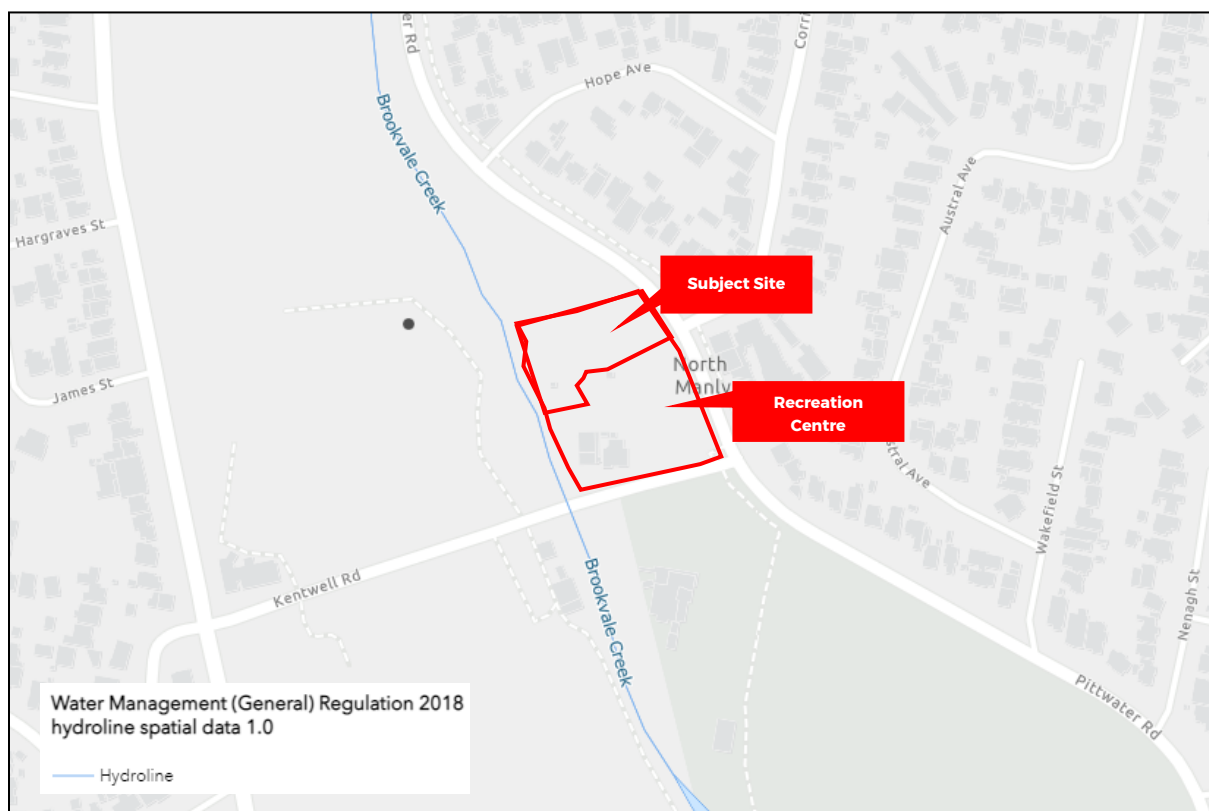 er Rd
Corri
Hope Ave
Brookvale-Creek
Austral Ave
Hargraves St
Subject Site
North
Manly
James St
Recreation
Centre
stral Ave
Wakefield St
Kentwell Rd
Brookvale-Creek
Nenagh St
Pittwater Rd
Water Management (General) Regulation 2018
hydroline spatial data 1.0
Hydroline